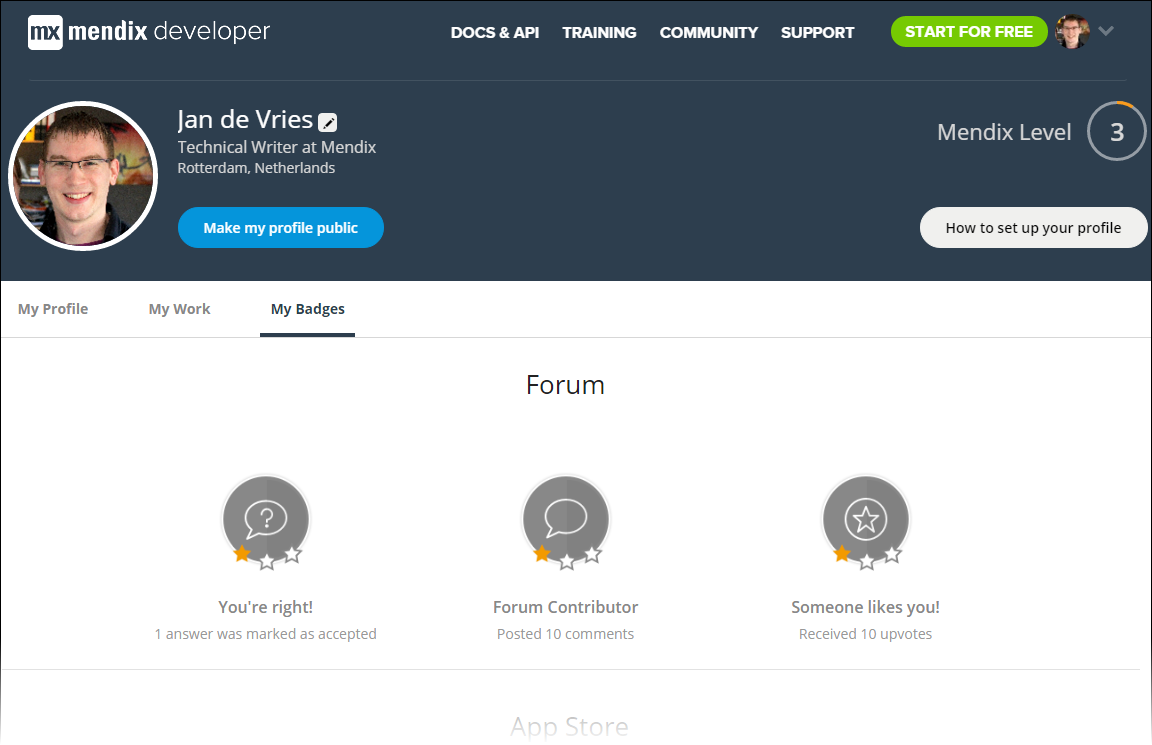 mx mendix developer
DOCS & API TRAINING COMMUNITY SUPPORT START FOR FREE
Jan de Vries
Technical Writer at Mendix
Rotterdam, Netherlands
Mendix Level 3
Make my profile public
How to set up your profile
My Profile My Work My Badges
Forum
?
You're right! Forum Contributor Someone likes you!
1 answer was marked as accepted Posted 10 comments Received 10 upvotes
App Store